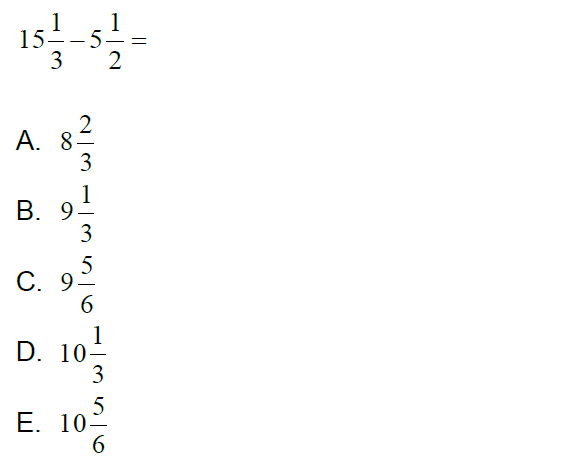 15 1/3 – 5 1/2 =
A. 8 2/3
B. 9 1/3
C. 9 5/6
D. 10 1/3
E. 10 5/6